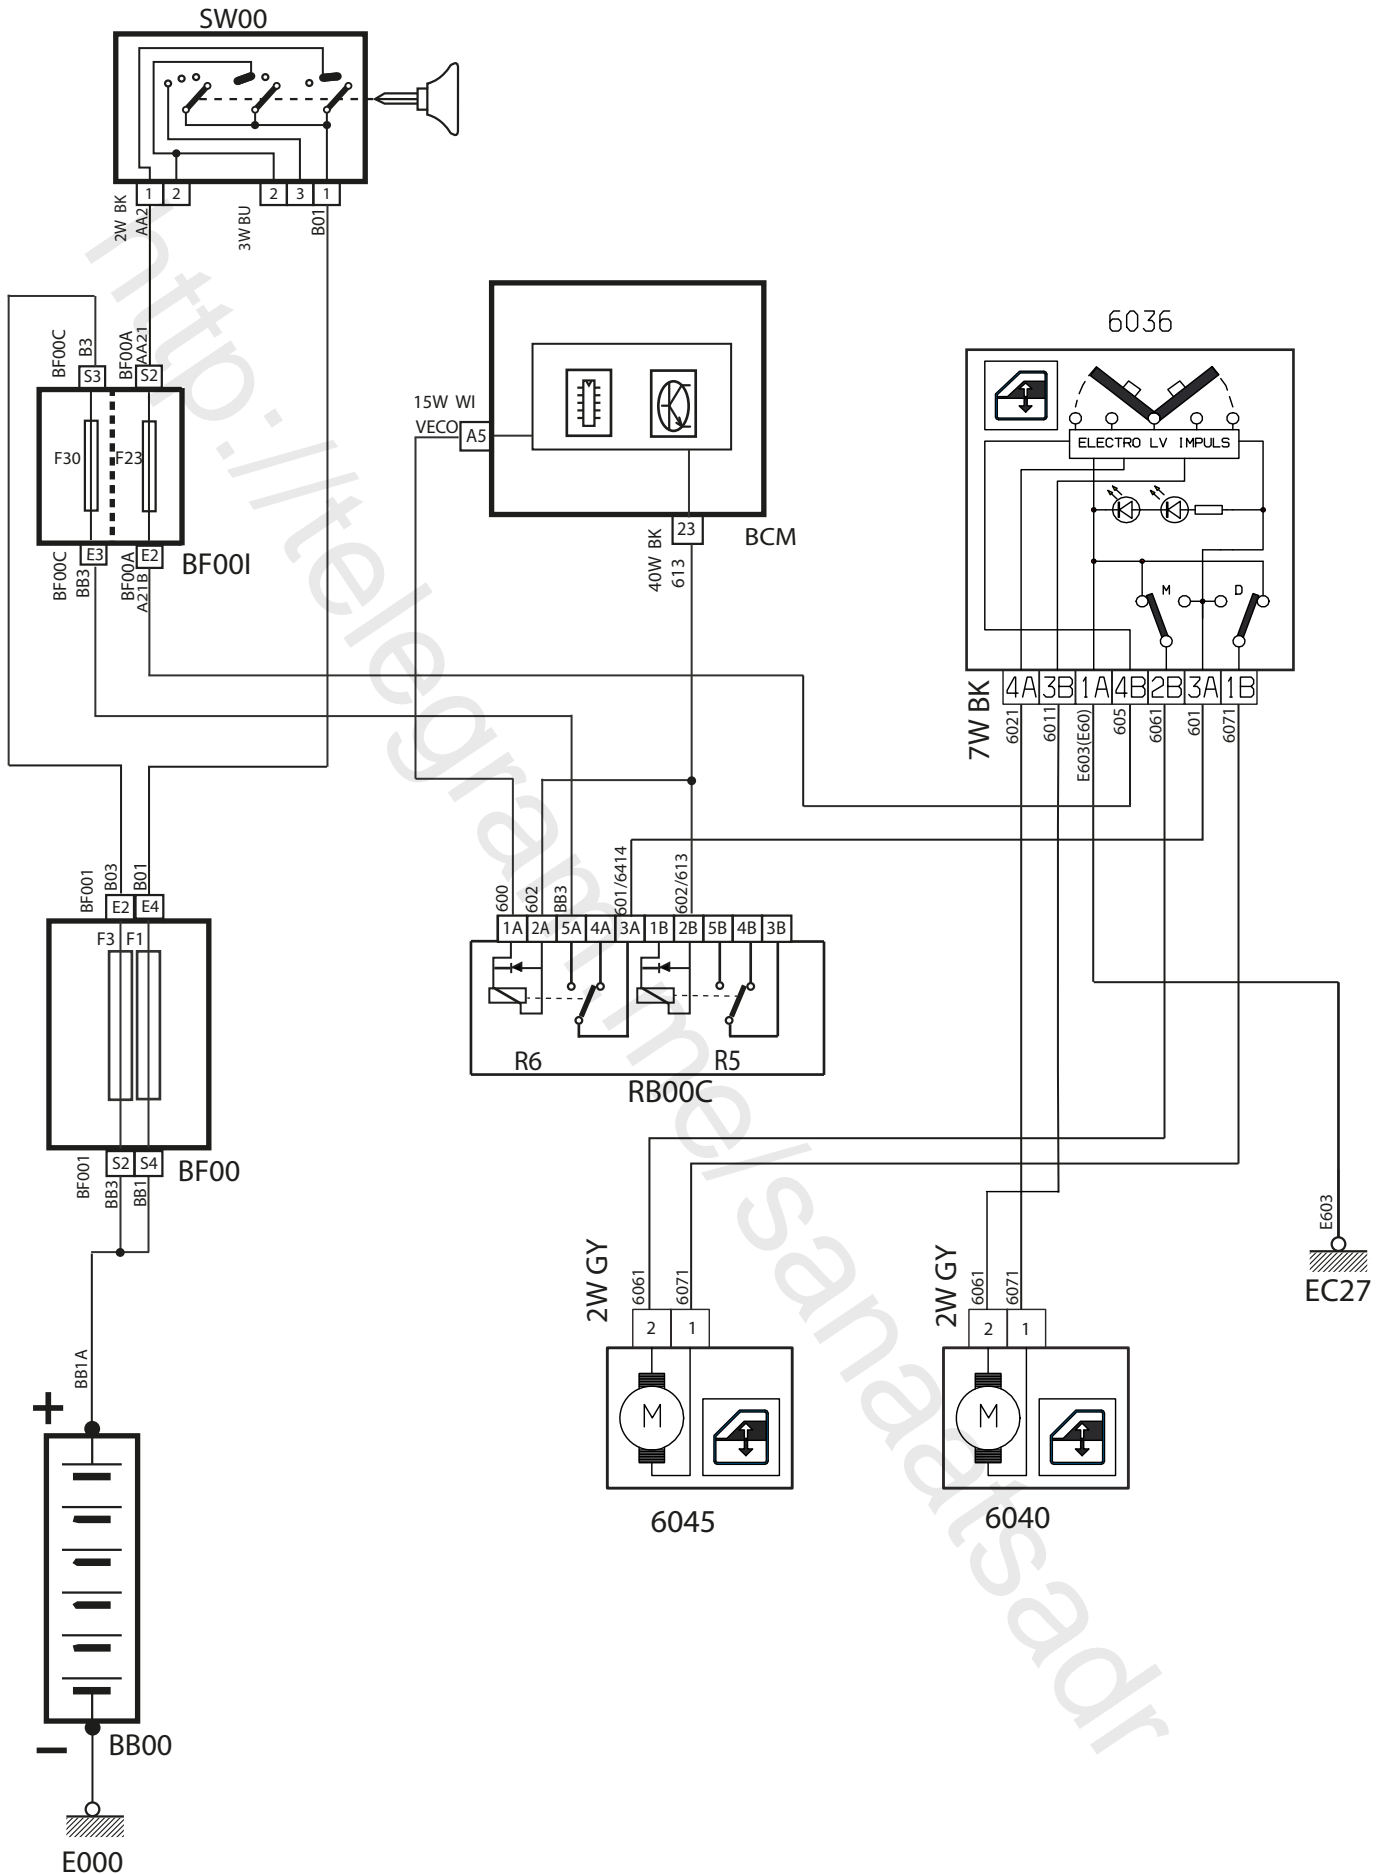 SW00
1 2 2 3 1
2W BK
AA2
3W BU
B01
BF00C
B3
BF00A
AA21
S3 S2
F30 F23
E3 E2
BF00C
BB3
BF00A
A21B
BF00I
15W WI
VECO
A5
23
BCM
40W BK
613
6036
ELECTRO LV IMPULS
M D
4A 3B 1A 4B 2B 3A 1B
7W BK
6021
6011
E603(E60)
605
6061
601
6071
BF001
B03
B01
E2 E4
F3 F1
S2 S4
BF001
BB3
BB1
BF00
600
602
BB3
601/6414
602/613
1A 2A 5A 4A 3A 1B 2B 5B 4B 3B
R6 R5
RB00C
2W GY
6061
6071
2 1
M
6045
2W GY
6061
6071
2 1
M
6040
E603
EC27
BB1A
+
−
BB00
E000
http://telegram.me/sanaatsadr